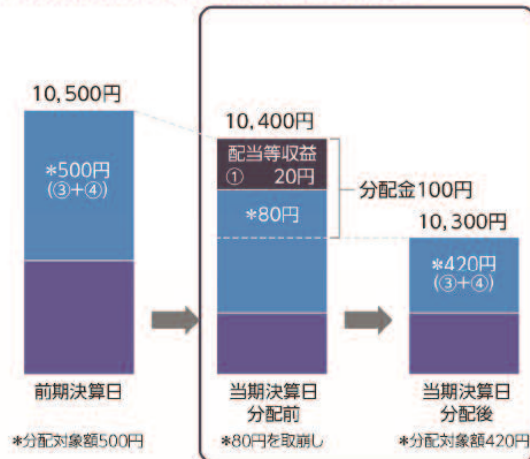 10,500円
*500円
(③+④)
前期決算日
*分配対象額500円
10,400円
配当等収益
① 20円
*80円
分配金100円
当期決算日
分配前
*80円を取崩し
10,300円
*420円
(③+④)
当期決算日
分配後
*分配対象額420円